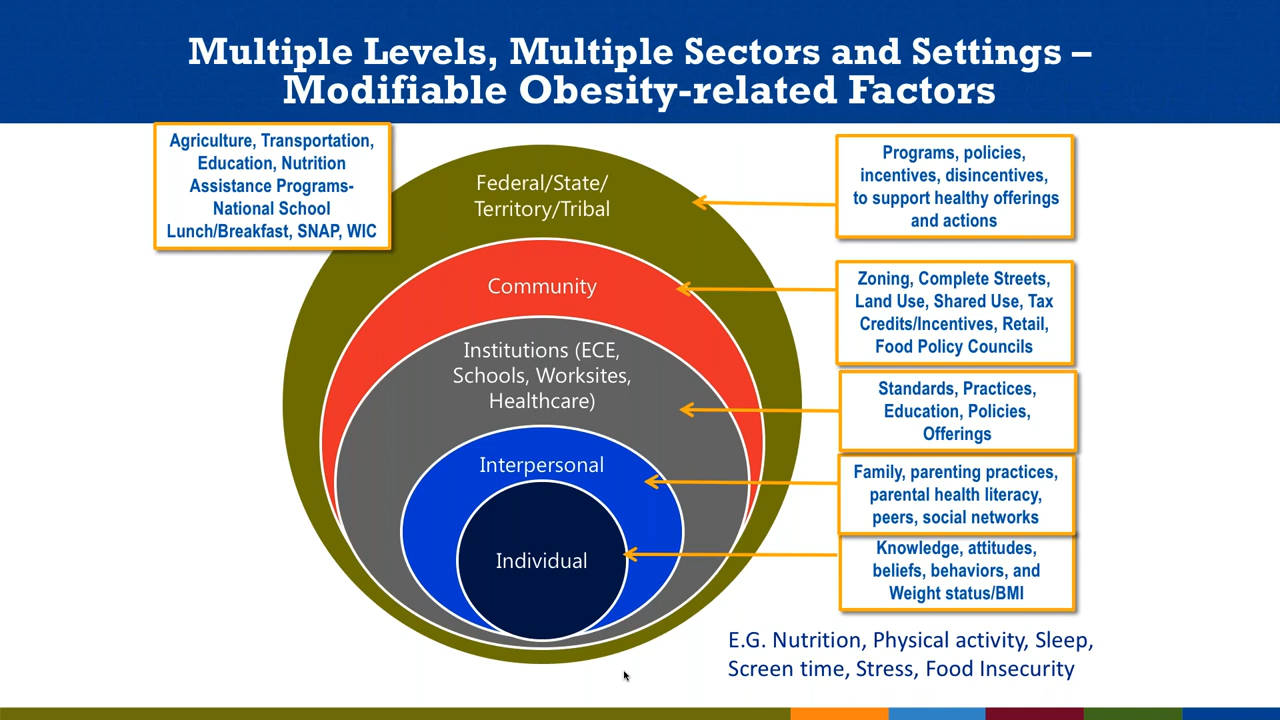 Multiple Levels, Multiple Sectors and Settings –
Modifiable Obesity-related Factors
Agriculture, Transportation,
Education, Nutrition
Assistance Programs-
National School
Lunch/Breakfast, SNAP, WIC
Federal/State/
Territory/Tribal
Programs, policies,
incentives, disincentives,
to support healthy offerings
and actions
Community
Zoning, Complete Streets,
Land Use, Shared Use, Tax
Credits/Incentives, Retail,
Food Policy Councils
Institutions (ECE,
Schools, Worksites,
Healthcare)
Standards, Practices,
Education, Policies,
Offerings
Interpersonal
Family, parenting practices,
parental health literacy,
peers, social networks
Individual
Knowledge, attitudes,
beliefs, behaviors, and
Weight status/BMI
E.G. Nutrition, Physical activity, Sleep,
Screen time, Stress, Food Insecurity